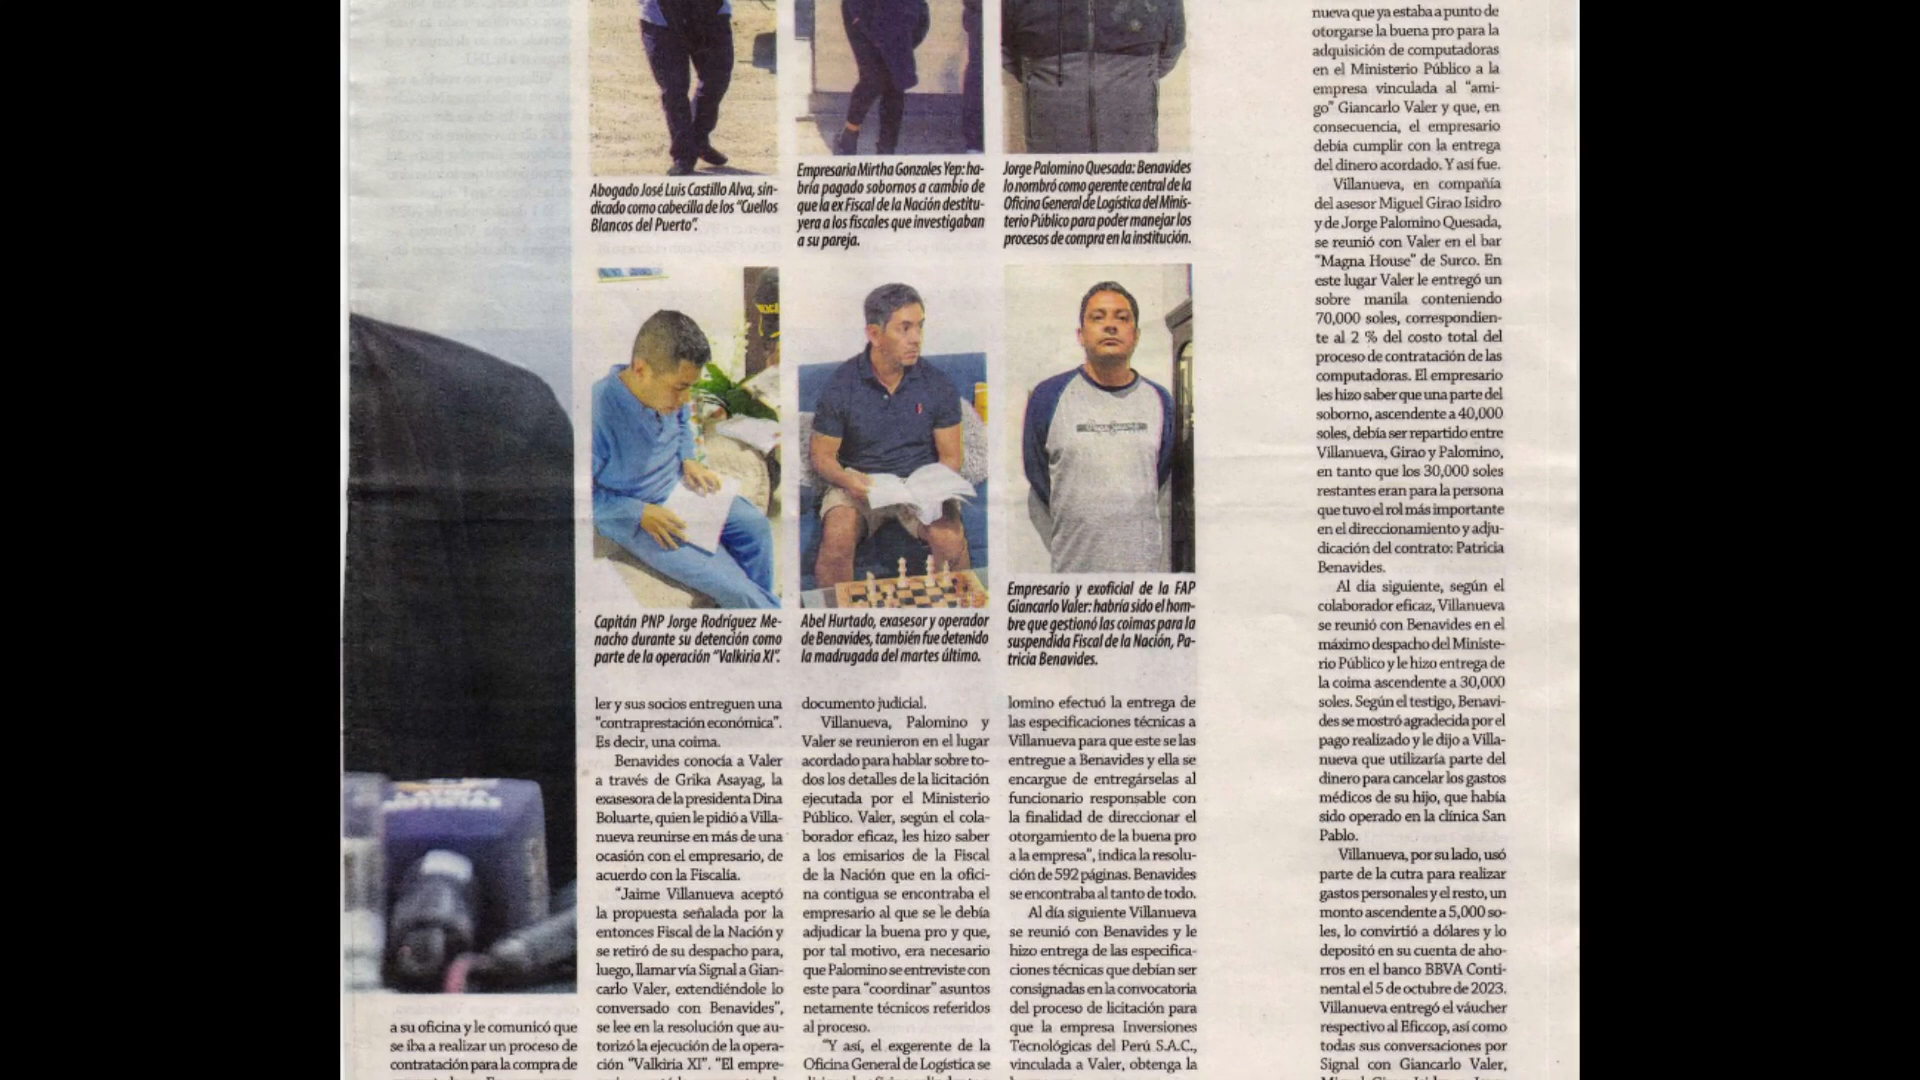 Abogado José Luis Castillo Alva, sin-
dicado como cabecilla de los "Cuellos
Blancos del Puerto".
Empresaria Mirtha Gonzales Yep: ha-
bría pagado sobornos a cambio de
que la ex Fiscal de la Nación destitu-
yera a los fiscales que investigaban
a su pareja.
Jorge Palomino Quesada: Benavides
lo nombró como gerente central de la
Oficina General de Logística del Minis-
terio Público para poder manejar los
procesos de compra en la institución.
Capitán PNP Jorge Rodríguez Me-
nacho durante su detención como
parte de la operación "Valkiria XI".
Abel Hurtado, exasesor y operador
de Benavides, también fue detenido
la madrugada del martes último.
Empresario y exoficial de la FAP
Giancarlo Valer: habría sido el hom-
bre que gestionó las coimas para la
suspendida Fiscal de la Nación, Pa-
tricia Benavides.
a su oficina y le comunicó que
se iba a realizar un proceso de
contratación para la compra de
ler y sus socios entreguen una
"contraprestación económica".
Es decir, una coima.
Benavides conocía a Valer
a través de Grika Asayag, la
exasesora de la presidenta Dina
Boluarte, quien le pidió a Villa-
nueva reunirse en más de una
ocasión con el empresario, de
acuerdo con la Fiscalía.
"Jaime Villanueva aceptó
la propuesta señalada por la
entonces Fiscal de la Nación y
se retiró de su despacho para,
luego, llamar vía Signal a Gian-
carlo Valer, extendiéndole lo
conversado con Benavides",
se lee en la resolución que au-
torizó la ejecución de la opera-
ción "Valkiria XI". "El empre-
documento judicial.
Villanueva, Palomino y
Valer se reunieron en el lugar
acordado para hablar sobre to-
dos los detalles de la licitación
ejecutada por el Ministerio
Público. Valer, según el cola-
borador eficaz, les hizo saber
a los emisarios de la Fiscal
de la Nación que en la ofici-
na contigua se encontraba el
empresario al que se le debía
adjudicar la buena pro y que,
por tal motivo, era necesario
que Palomino se entreviste con
este para "coordinar" asuntos
netamente técnicos referidos
al proceso.
"Y así, el exgerente de la
Oficina General de Logística se
lomino efectuó la entrega de
las especificaciones técnicas a
Villanueva para que este se las
entregue a Benavides y ella se
encargue de entregárselas al
funcionario responsable con
la finalidad de direccionar el
otorgamiento de la buena pro
a la empresa", indica la resolu-
ción de 592 páginas. Benavides
se encontraba al tanto de todo.
Al día siguiente Villanueva
se reunió con Benavides y le
hizo entrega de las especifica-
ciones técnicas que debían ser
consignadas en la convocatoria
del proceso de licitación para
que la empresa Inversiones
Tecnológicas del Perú S.A.C.,
vinculada a Valer, obtenga la
nueva que ya estaba a punto de
otorgarse la buena pro para la
adquisición de computadoras
en el Ministerio Público a la
empresa vinculada al "ami-
go" Giancarlo Valer y que, en
consecuencia, el empresario
debía cumplir con la entrega
del dinero acordado. Y así fue.
Villanueva, en compañía
del asesor Miguel Girao Isidro
y de Jorge Palomino Quesada,
se reunió con Valer en el bar
"Magna House" de Surco. En
este lugar Valer le entregó un
sobre manila conteniendo
70,000 soles, correspondien-
te al 2 % del costo total del
proceso de contratación de las
computadoras. El empresario
les hizo saber que una parte del
soborno, ascendente a 40,000
soles, debía ser repartido entre
Villanueva, Girao y Palomino,
en tanto que los 30,000 soles
restantes eran para la persona
que tuvo el rol más importante
en el direccionamiento y adju-
dicación del contrato: Patricia
Benavides.
Al día siguiente, según el
colaborador eficaz, Villanueva
se reunió con Benavides en el
máximo despacho del Ministe-
rio Público y le hizo entrega de
la coima ascendente a 30,000
soles. Según el testigo, Benavi-
des se mostró agradecida por el
pago realizado y le dijo a Villa-
nueva que utilizaría parte del
dinero para cancelar los gastos
médicos de su hijo, que había
sido operado en la clínica San
Pablo.
Villanueva, por su lado, usó
parte de la cutra para realizar
gastos personales y el resto, un
monto ascendente a 5,000 so-
les, lo convirtió a dólares y lo
depositó en su cuenta de aho-
rros en el banco BBVA Conti-
nental el 5 de octubre de 2023.
Villanueva entregó el váucher
respectivo al Eficcop, así como
todas sus conversaciones por
Signal con Giancarlo Valer,